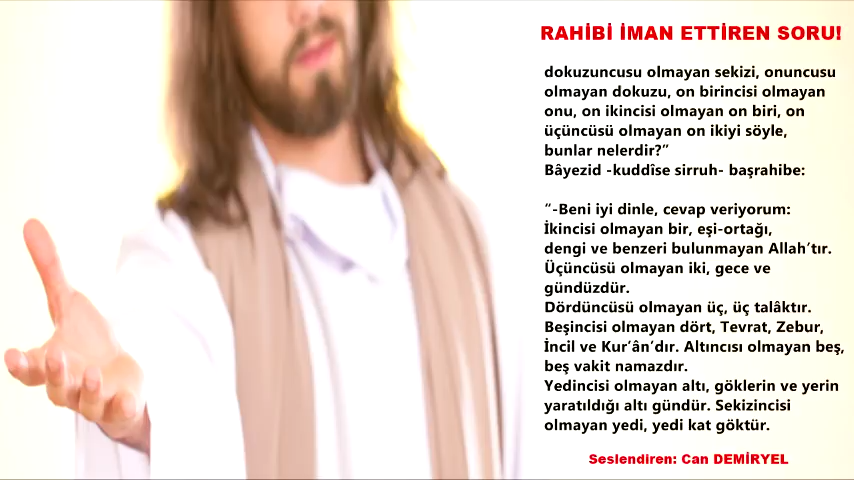 RAHİBİ İMAN ETTİREN SORU!
dokuzuncusu olmayan sekizi, onuncusu
olmayan dokuzu, on birincisi olmayan
onu, on ikincisi olmayan on biri, on
üçüncüsü olmayan on ikiyi söyle,
bunlar nelerdir?”
Bâyezid -kuddîse sirruh- başrahibe:
“-Beni iyi dinle, cevap veriyorum:
İkincisi olmayan bir, eşi-ortağı,
dengi ve benzeri bulunmayan Allah’tır.
Üçüncüsü olmayan iki, gece ve
gündüzdür.
Dördüncüsü olmayan üç, üç talâktır.
Beşincisi olmayan dört, Tevrat, Zebur,
İncil ve Kur’ân’dır. Altıncısı olmayan beş,
beş vakit namazdır.
Yedincisi olmayan altı, göklerin ve yerin
yaratıldığı altı gündür. Sekizincisi
olmayan yedi, yedi kat göktür.
Seslendiren: Can DEMİRYEL